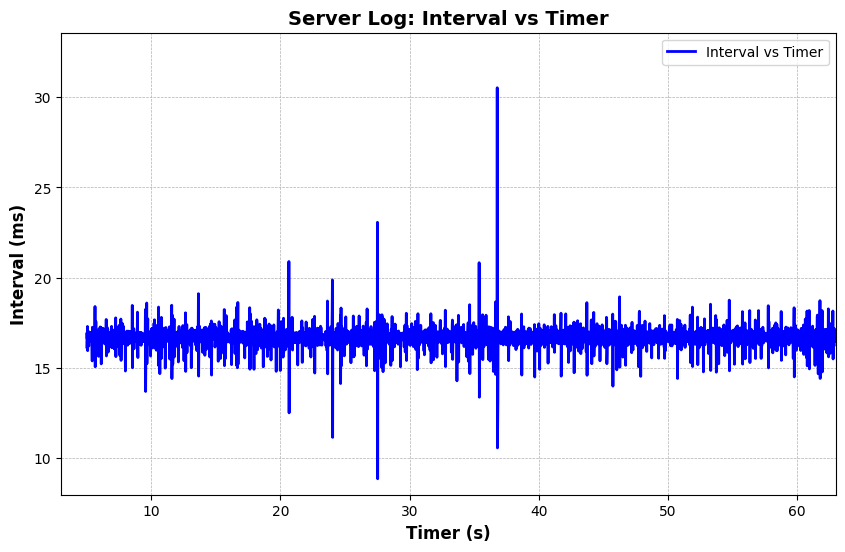 Server Log: Interval vs Timer
Interval vs Timer
Interval (ms)
30
25
20
15
10
10 20 30 40 50 60
Timer (s)